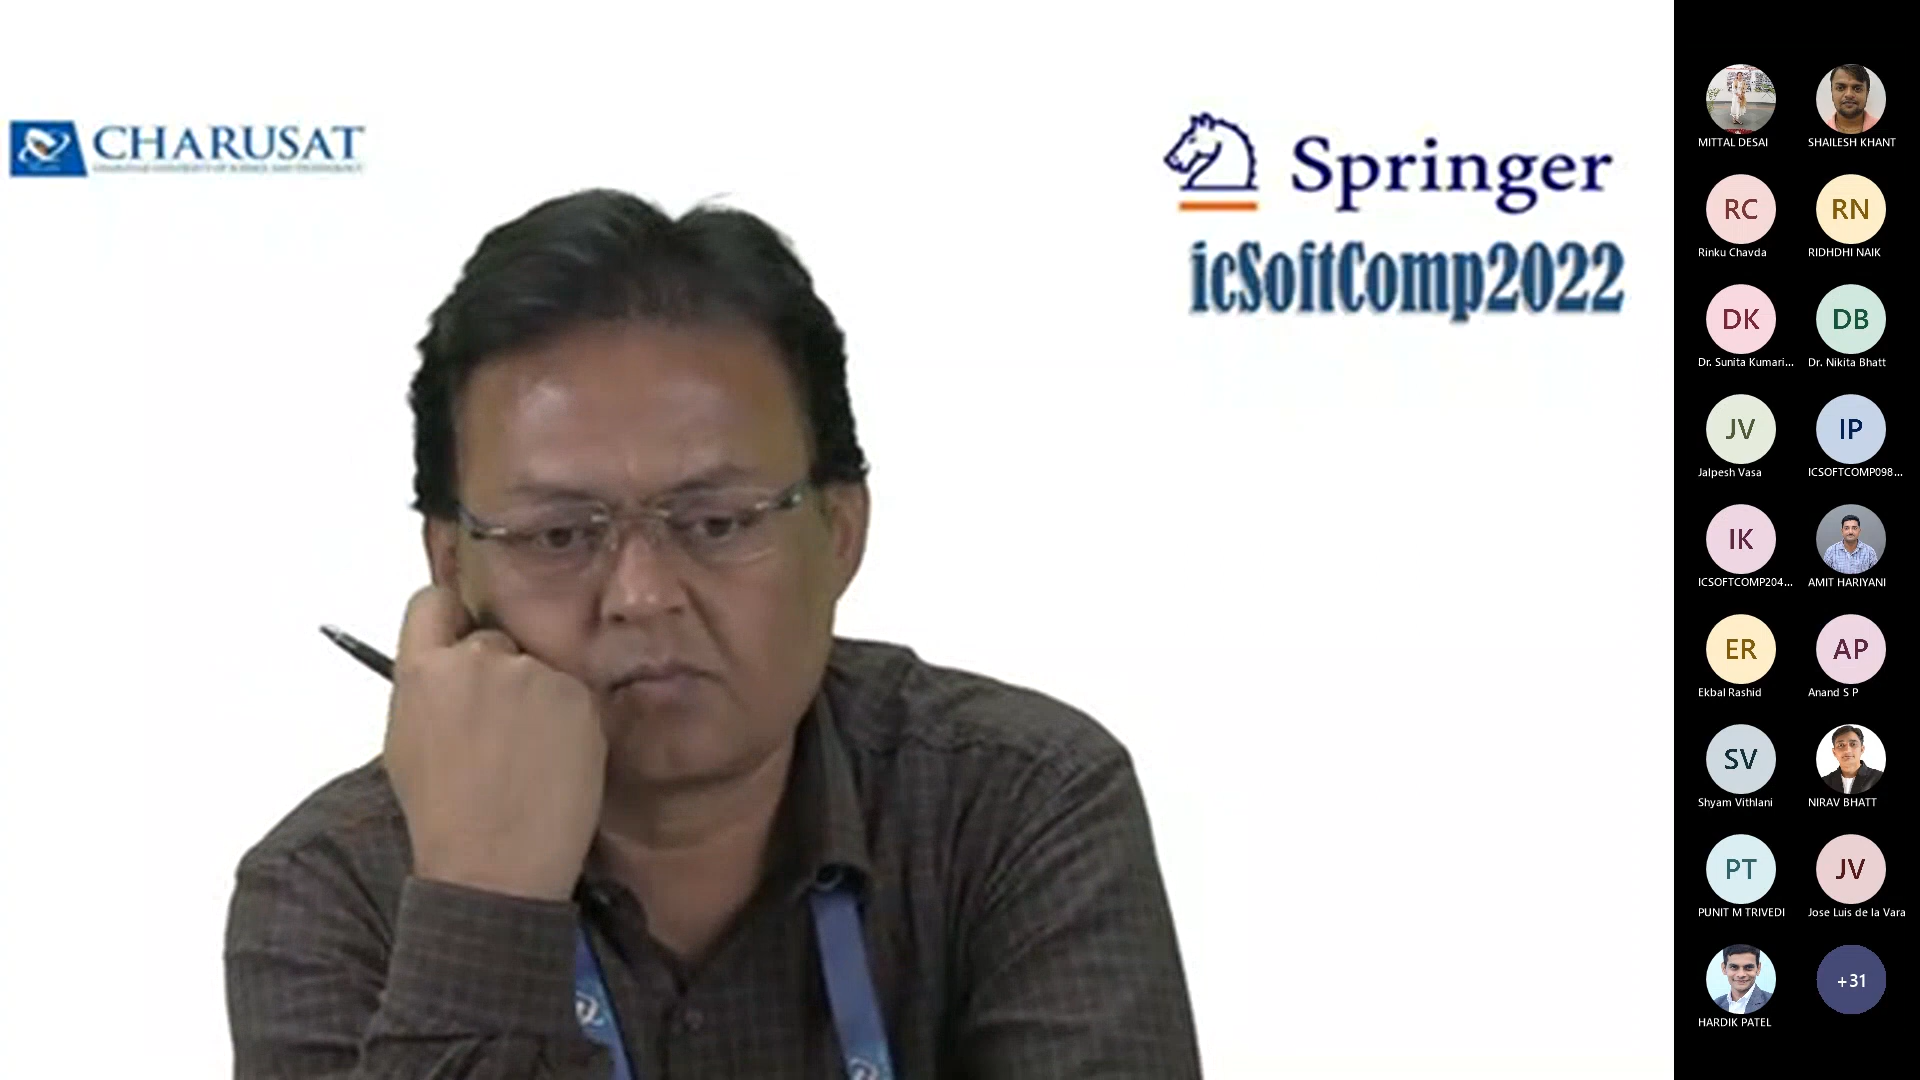 CHARUSAT
Springer
icSoftComp2022
MITTAL DESAI
SHAILESH KHANT
RC
RN
Rinku Chavda
RIDHDHI NAIK
DK
DB
Dr. Sunita Kumari...
Dr. Nikita Bhatt
JV
IP
Jalpesh Vasa
ICSOFTCOMP098...
IK
ICSOFTCOMP204...
AMIT HARIYANI
ER
AP
Ekbal Rashid
Anand S P
SV
Shyam Vithlani
NIRAV BHATT
PT
JV
PUNIT M TRIVEDI
Jose Luis de la Vara
+31
HARDIK PATEL